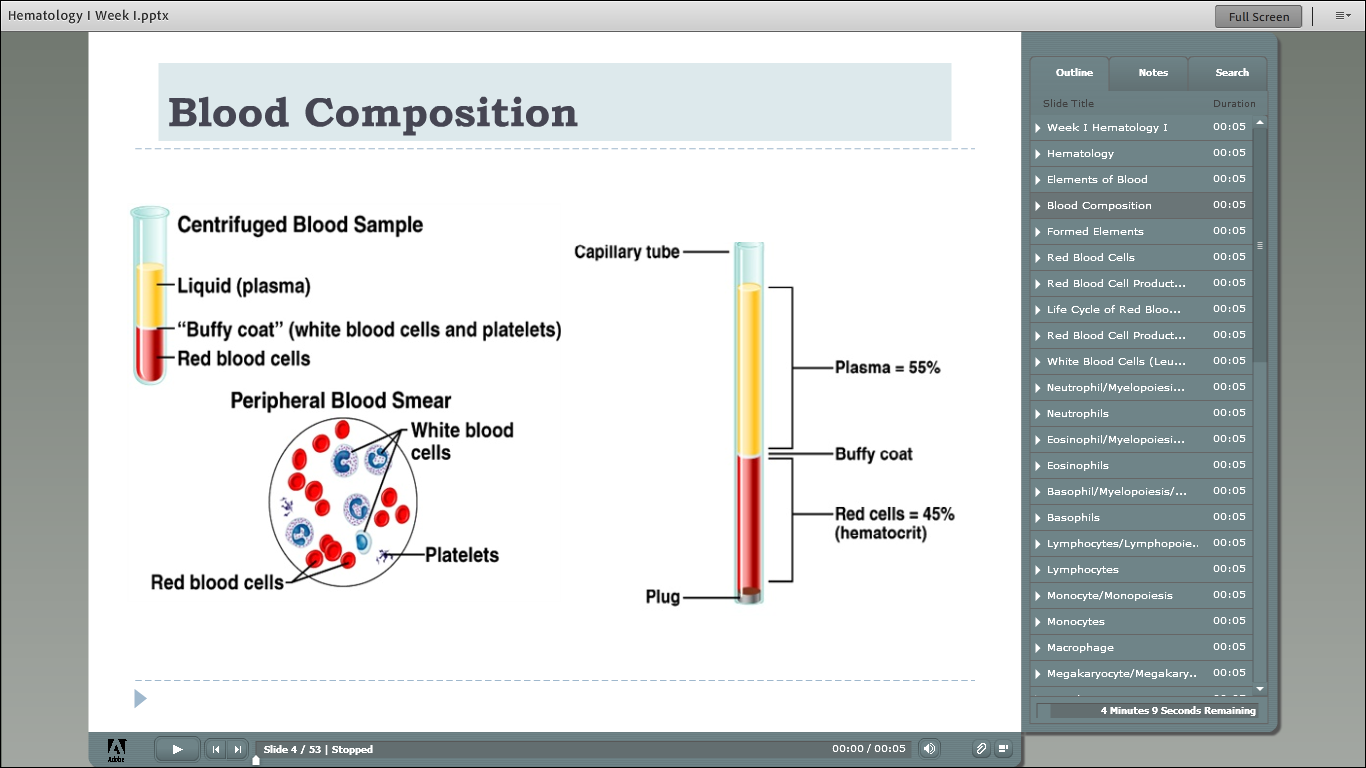 Hematology I Week I.pptx
Full Screen
Blood Composition
Centrifuged Blood Sample
Liquid (plasma)
“Buffy coat” (white blood cells and platelets)
Red blood cells
Peripheral Blood Smear
White blood
cells
Platelets
Red blood cells
Capillary tube
Plasma = 55%
Buffy coat
Red cells = 45%
(hematocrit)
Plug
Outline Notes Search
Slide Title Duration
Week I Hematology I 00:05
Hematology 00:05
Elements of Blood 00:05
Blood Composition 00:05
Formed Elements 00:05
Red Blood Cells 00:05
Red Blood Cell Product... 00:05
Life Cycle of Red Bloo... 00:05
Red Blood Cell Product... 00:05
White Blood Cells (Leu... 00:05
Neutrophil/Myelopoiesi... 00:05
Neutrophils 00:05
Eosinophil/Myelopoiesi... 00:05
Eosinophils 00:05
Basophil/Myelopoiesis/... 00:05
Basophils 00:05
Lymphocytes/Lymphopoie.. 00:05
Lymphocytes 00:05
Monocyte/Monopoiesis 00:05
Monocytes 00:05
Macrophage 00:05
Megakaryocyte/Megakary.. 00:05
4 Minutes 9 Seconds Remaining
Adobe
Slide 4 / 53 | Stopped
00:00 / 00:05